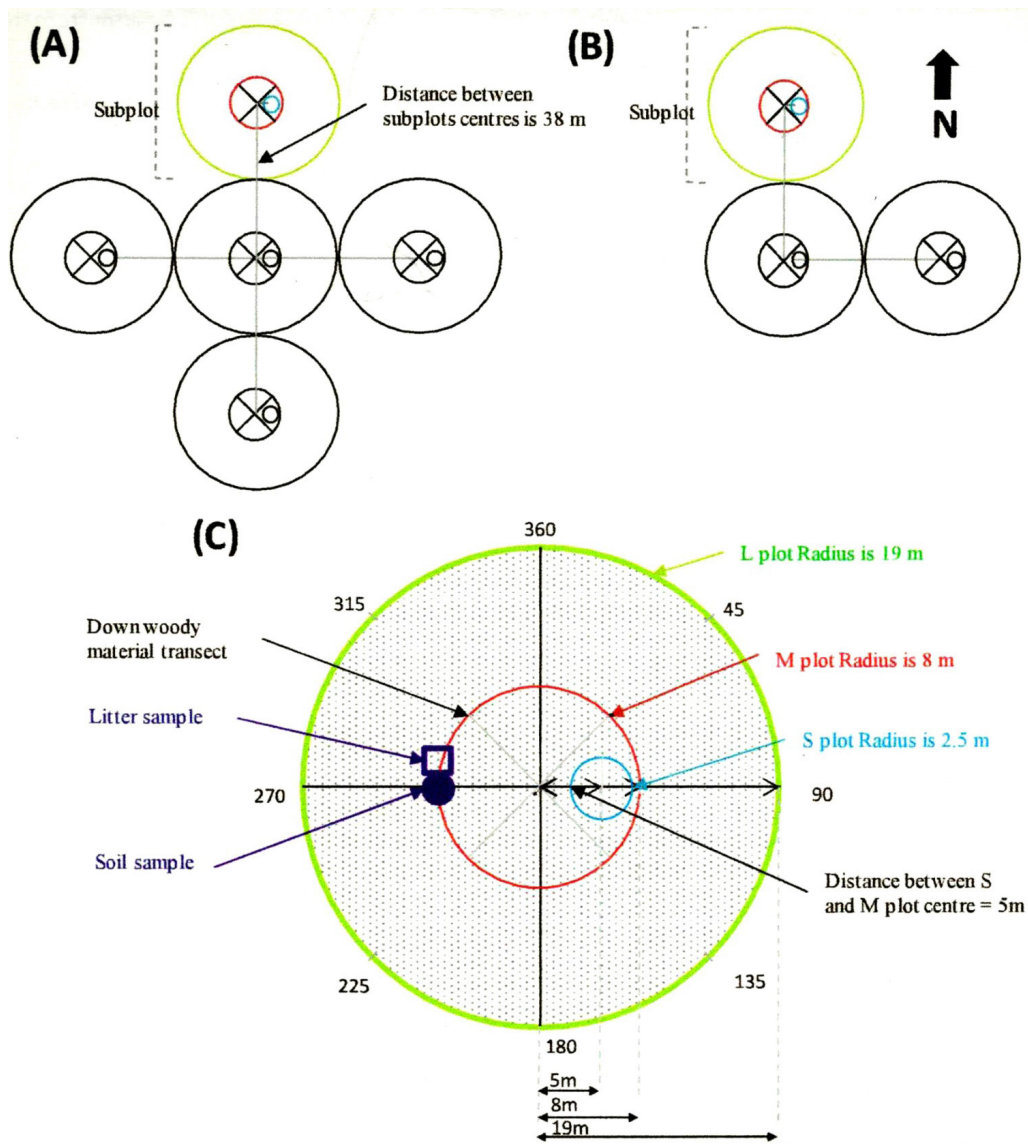 (A)
Subplot
Distance between
subplots centres is 38 m
(B)
Subplot
N
(C)
360
L plot Radius is 19 m
315
45
Down woody
material transect
M plot Radius is 8 m
Litter sample
S plot Radius is 2.5 m
270
90
Soil sample
Distance between S
and M plot centre = 5m
225
135
180
5m
8m
19m